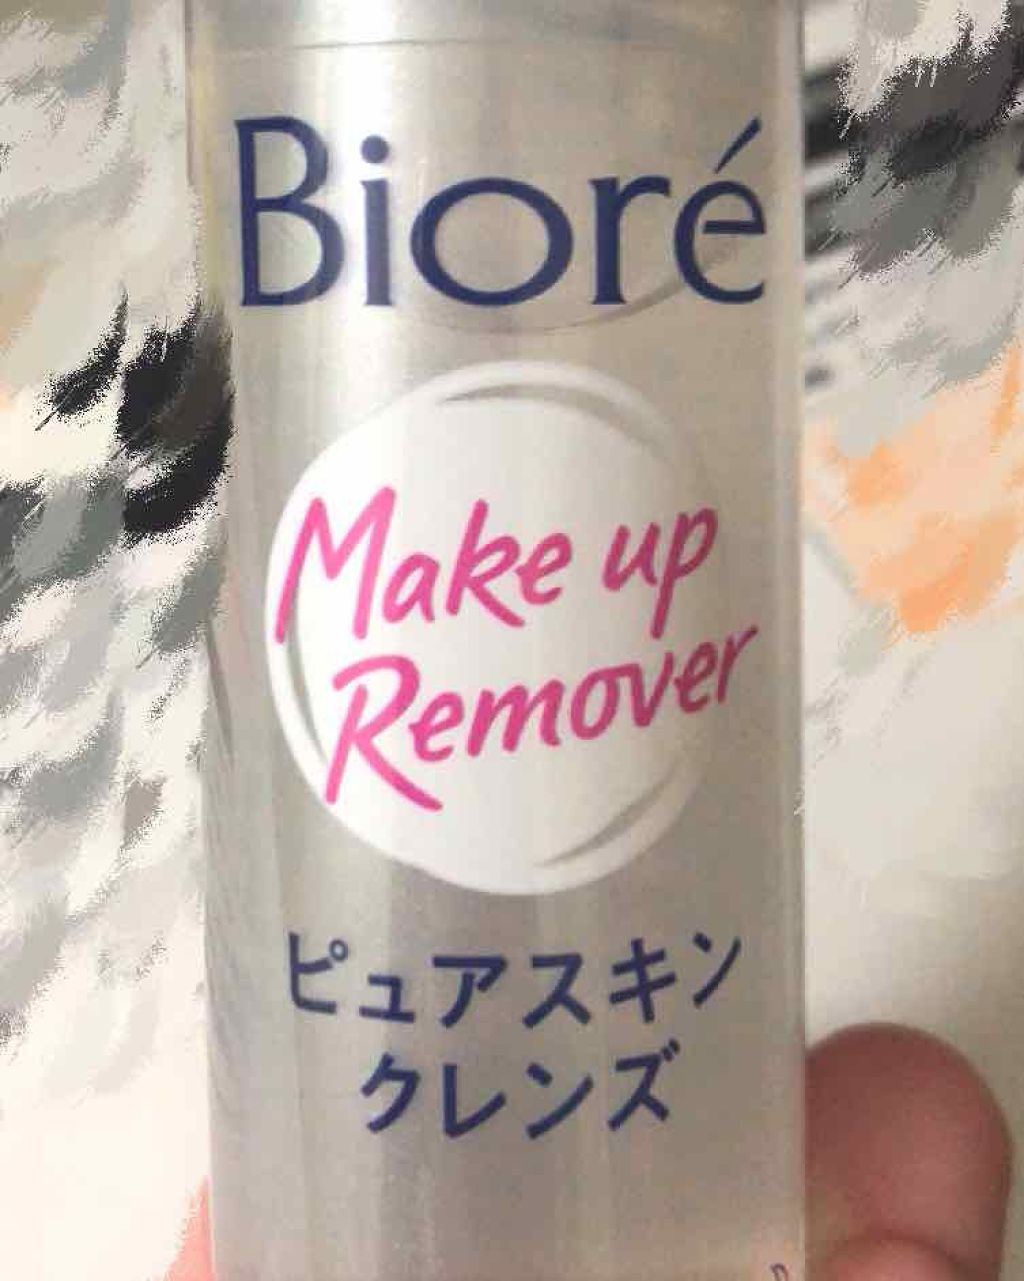 Bioré
Make up
Remover
ピュアスキン
クレンズ